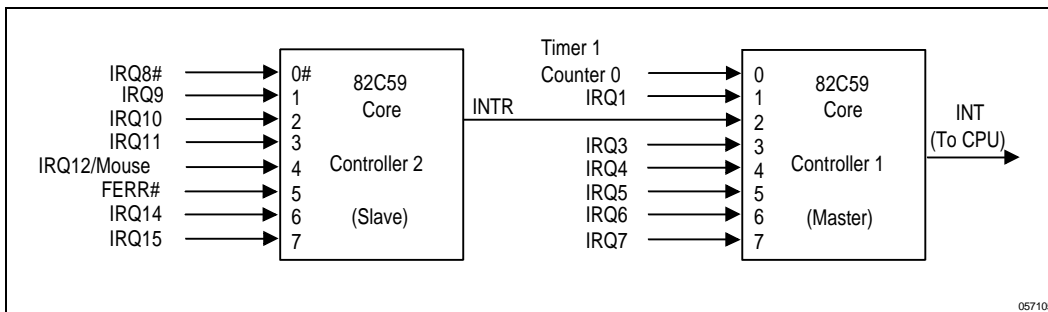 IRQ8#
IRQ9
IRQ10
IRQ11
IRQ12/Mouse
FERR#
IRQ14
IRQ15
0#
1
2
3
4
5
6
7
82C59
Core
Controller 2
(Slave)
INTR
Timer 1
Counter 0
IRQ1
IRQ3
IRQ4
IRQ5
IRQ6
IRQ7
0
1
2
3
4
5
6
7
82C59
Core
Controller 1
(Master)
INT
(To CPU)